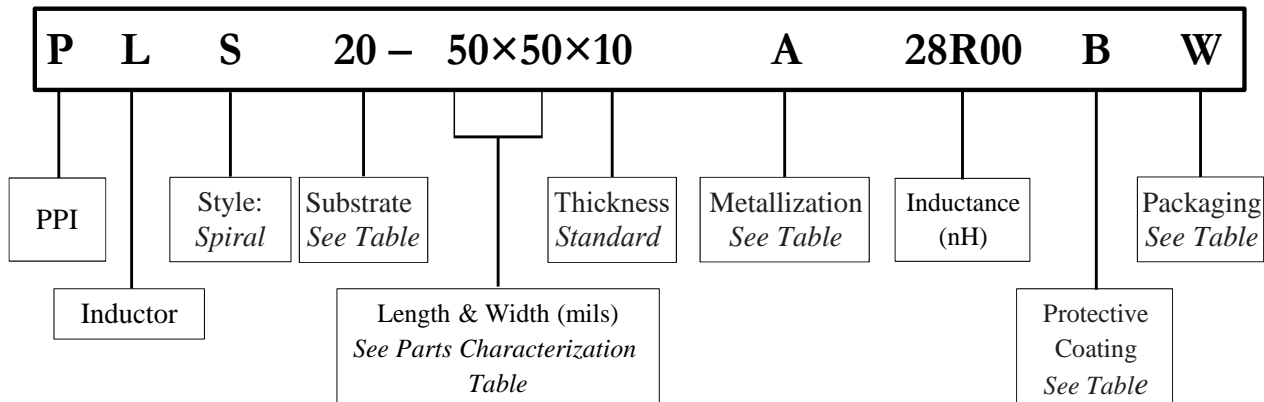 P L S 20 – 50×50×10 A 28R00 B W
PPI
Inductor
Style:
Spiral
Substrate
See Table
Length & Width (mils)
See Parts Characterization
Table
Thickness
Standard
Metallization
See Table
Inductance
(nH)
Protective
Coating
See Table
Packaging
See Table